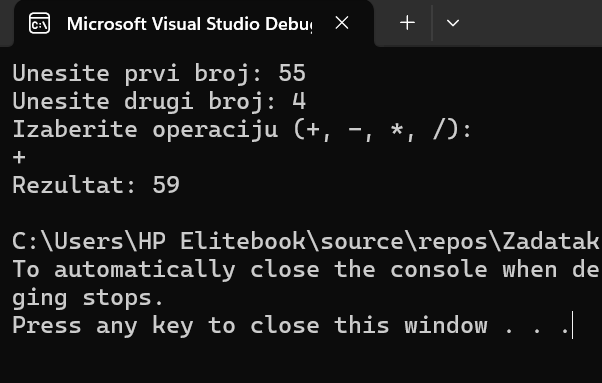 Microsoft Visual Studio Debug
Unesite prvi broj: 55
Unesite drugi broj: 4
Izaberite operaciju (+, -, *, /):
+
Rezultat: 59
C:\Users\HP Elitebook\source\repos\Zadatak
To automatically close the console when de
ging stops.
Press any key to close this window . . .